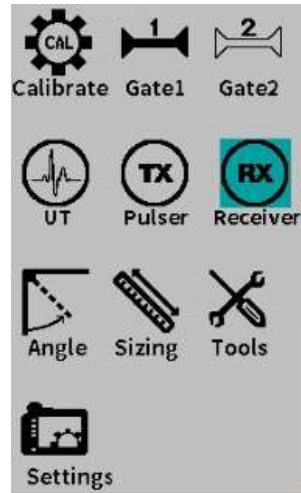 CAL 1 2
Calibrate Gate1 Gate2
TX RX
UT Pulser Receiver
Angle Sizing Tools
Settings